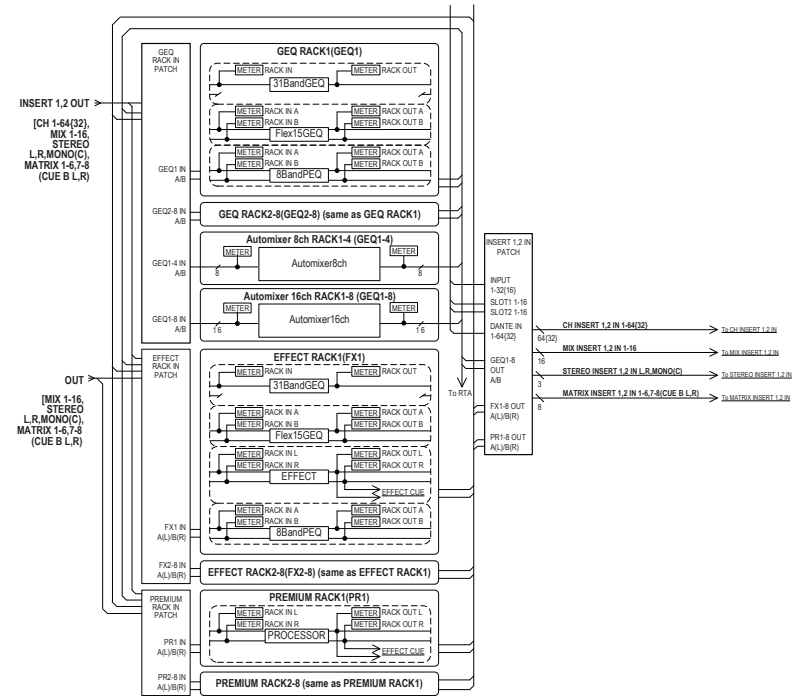 GEQ
RACK IN
PATCH
GEQ RACK1(GEQ1)
METER RACK IN METER RACK OUT
31BandGEQ
METER RACK IN A METER RACK OUT A
METER RACK IN B METER RACK OUT B
Flex15GEQ
METER RACK IN A METER RACK OUT A
METER RACK IN B METER RACK OUT B
8BandPEQ
INSERT 1,2 OUT
[CH 1-64{32},
MIX 1-16,
STEREO
L,R,MONO(C),
MATRIX 1-6,7-8
(CUE B L,R)
GEQ1 IN
A/B
GEQ2-8 IN
A/B
GEQ RACK2-8(GEQ2-8) (same as GEQ RACK1)
Automixer 8ch RACK1-4 (GEQ1-4)
METER METER
Automixer8ch
GEQ1-4 IN
A/B
8 8
Automixer 16ch RACK1-8 (GEQ1-8)
METER METER
Automixer16ch
GEQ1-8 IN
A/B
16 16
INSERT 1,2 IN
PATCH
INPUT
1-32{16}
SLOT1 1-16
SLOT2 1-16
DANTE IN
1-64{32}
GEQ1-8
OUT
A/B
FX1-8 OUT
A(L)/B(R)
PR1-8 OUT
A(L)/B(R)
CH INSERT 1,2 IN 1-64{32}
64{32}
To CH INSERT 1,2 IN
MIX INSERT 1,2 IN 1-16
16
To MIX INSERT 1,2 IN
STEREO INSERT 1,2 IN L,R,MONO(C)
3
To STEREO INSERT 1,2 IN
MATRIX INSERT 1,2 IN 1-6,7-8(CUE B L,R)
8
To MATRIX INSERT 1,2 IN
To RTA
EFFECT
RACK IN
PATCH
EFFECT RACK1(FX1)
METER RACK IN METER RACK OUT
31BandGEQ
METER RACK IN A METER RACK OUT A
METER RACK IN B METER RACK OUT B
Flex15GEQ
METER RACK IN L METER RACK OUT L
METER RACK IN R METER RACK OUT R
EFFECT
EFFECT CUE
METER RACK IN A METER RACK OUT A
METER RACK IN B METER RACK OUT B
8BandPEQ
OUT
[MIX 1-16,
STEREO
L,R,MONO(C),
MATRIX 1-6,7-8
(CUE B L,R)
FX1 IN
A(L)/B(R)
FX2-8 IN
A(L)/B(R)
EFFECT RACK2-8(FX2-8) (same as EFFECT RACK1)
PREMIUM
RACK IN
PATCH
PREMIUM RACK1(PR1)
METER RACK IN L METER RACK OUT L
METER RACK IN R METER RACK OUT R
PROCESSOR
EFFECT CUE
PR1 IN
A(L)/B(R)
PR2-8 IN
A(L)/B(R)
PREMIUM RACK2-8 (same as PREMIUM RACK1)